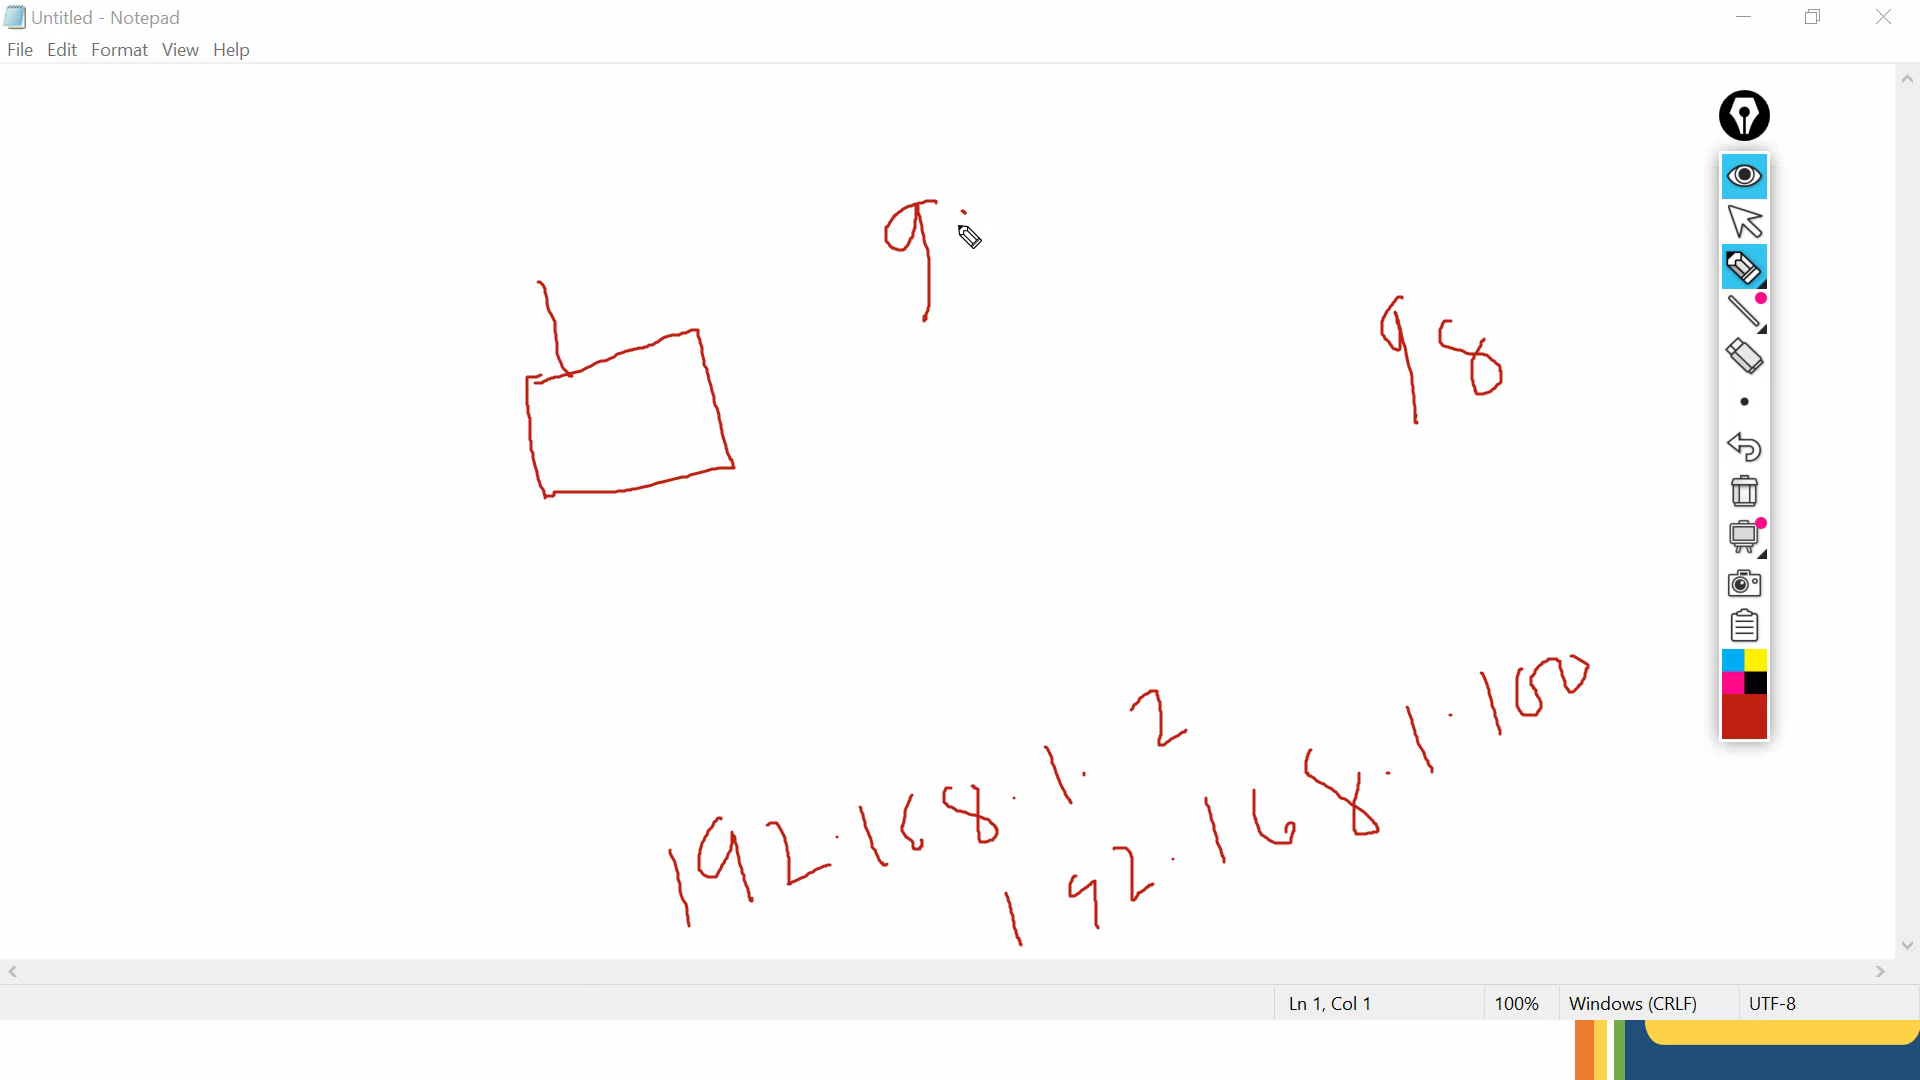 Untitled - Notepad
File Edit Format View Help
9
98
192.168.1.2
192.168.1.100
Ln 1, Col 1 100% Windows (CRLF) UTF-8